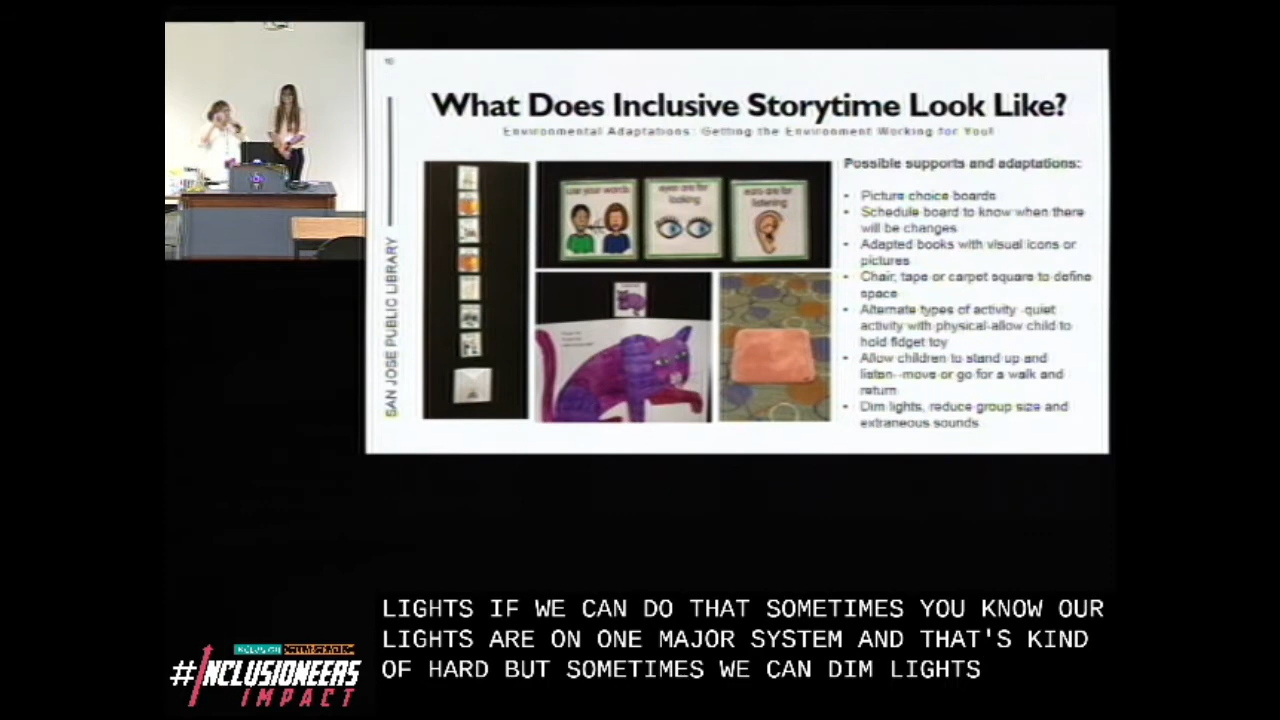 10
What Does Inclusive Storytime Look Like?
Environmental Adaptations: Getting the Environment Working for You!
SAN JOSE PUBLIC LIBRARY
use your words
eyes are for
looking
ears are for
listening
Possible supports and adaptations:
• Picture choice boards
• Schedule board to know when there
will be changes
• Adapted books with visual icons or
pictures
• Chair, tape or carpet square to define
space
• Alternate types of activity -quiet
activity with physical-allow child to
hold fidget toy
• Allow children to stand up and
listen--move or go for a walk and
return
• Dim lights, reduce group size and
extraneous sounds
LIGHTS IF WE CAN DO THAT SOMETIMES YOU KNOW OUR
LIGHTS ARE ON ONE MAJOR SYSTEM AND THAT'S KIND
OF HARD BUT SOMETIMES WE CAN DIM LIGHTS
INCLUSION
#INCLUSIONEERS
IMPACT